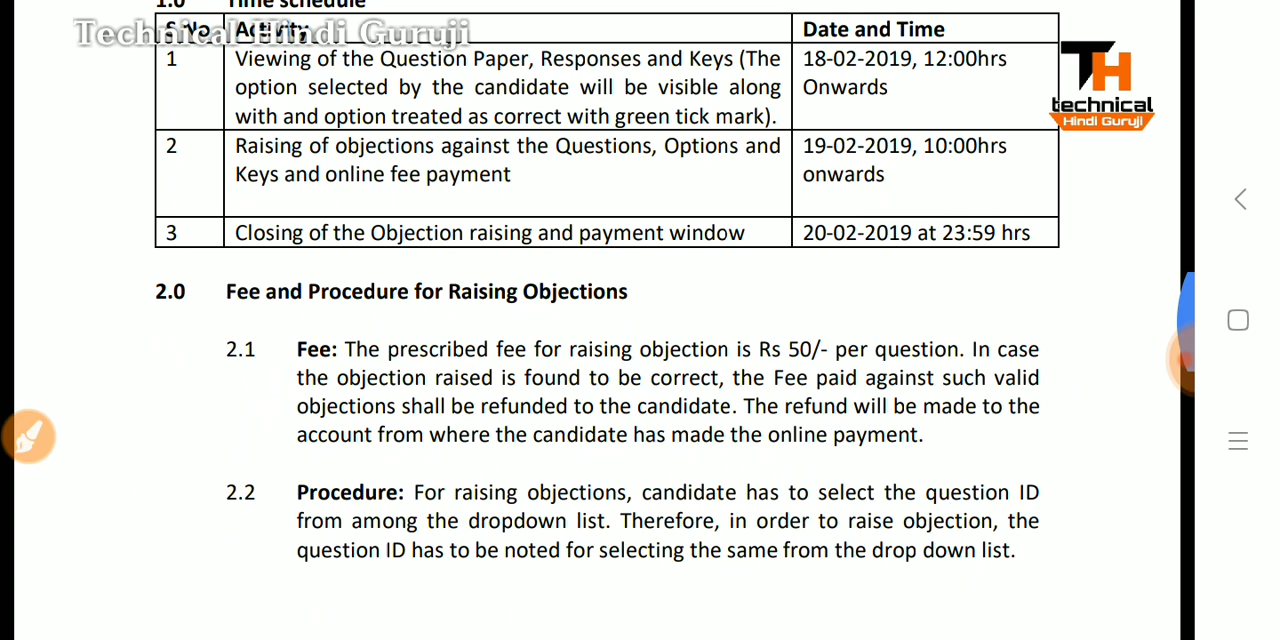 1.0 Time schedule
Technical Hindi Guruji
S No Activity Date and Time
1 Viewing of the Question Paper, Responses and Keys (The 18-02-2019, 12:00hrs
option selected by the candidate will be visible along Onwards
with and option treated as correct with green tick mark).
2 Raising of objections against the Questions, Options and 19-02-2019, 10:00hrs
Keys and online fee payment onwards
3 Closing of the Objection raising and payment window 20-02-2019 at 23:59 hrs
TH
technical
Hindi Guruji
2.0 Fee and Procedure for Raising Objections
2.1 Fee: The prescribed fee for raising objection is Rs 50/- per question. In case
the objection raised is found to be correct, the Fee paid against such valid
objections shall be refunded to the candidate. The refund will be made to the
account from where the candidate has made the online payment.
2.2 Procedure: For raising objections, candidate has to select the question ID
from among the dropdown list. Therefore, in order to raise objection, the
question ID has to be noted for selecting the same from the drop down list.